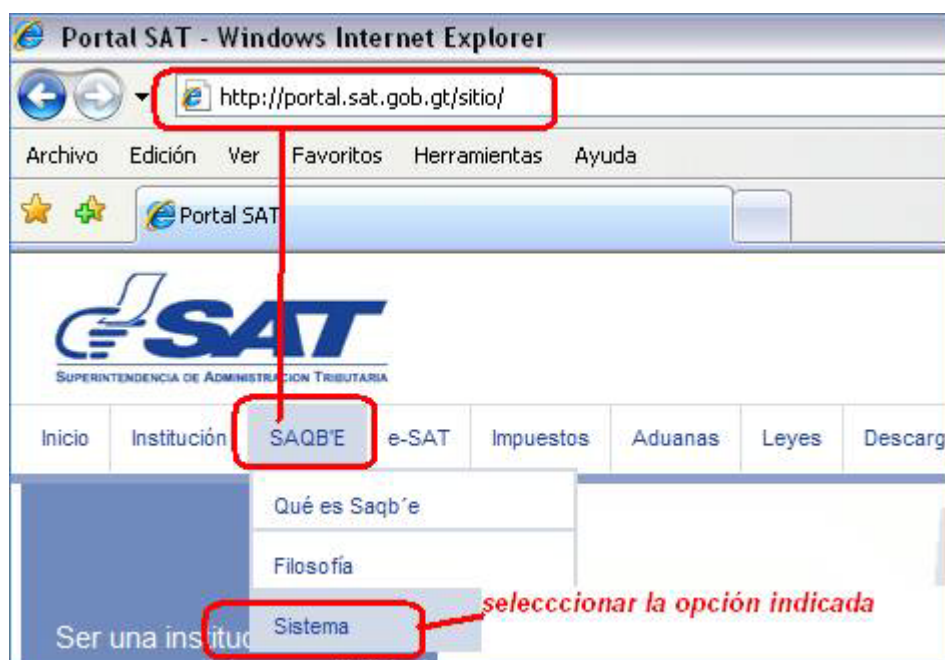 Portal SAT - Windows Internet Explorer
http://portal.sat.gob.gt/sitio/
Archivo Edición Ver Favoritos Herramientas Ayuda
Portal SAT
SAT
SUPERINTENDENCIA DE ADMINISTRACION TRIBUTARIA
Inicio Institución SAQB'E e-SAT Impuestos Aduanas Leyes Descarg
Qué es Saqb´e
Filosofía
selecccionar la opción indicada
Sistema
Ser una instituc